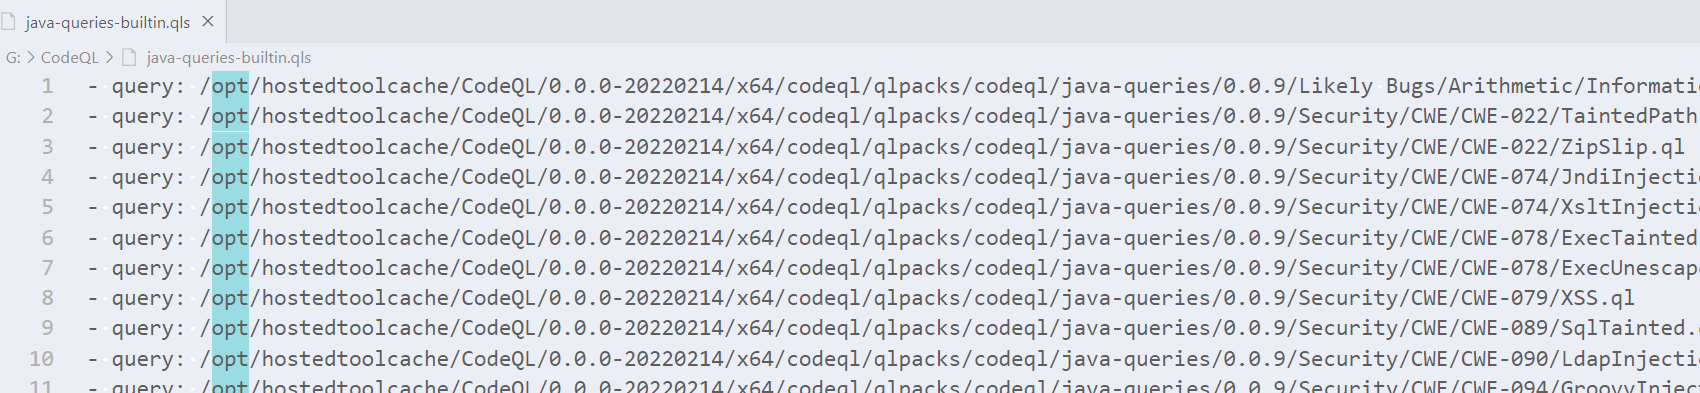 java-queries-builtin.qls ×
G: > CodeQL > java-queries-builtin.qls
1 - query: /opt/hostedtoolcache/CodeQL/0.0.0-20220214/x64/codeql/qlpacks/codeql/java-queries/0.0.9/Likely Bugs/Arithmetic/Informati
2 - query: /opt/hostedtoolcache/CodeQL/0.0.0-20220214/x64/codeql/qlpacks/codeql/java-queries/0.0.9/Security/CWE/CWE-022/TaintedPath
3 - query: /opt/hostedtoolcache/CodeQL/0.0.0-20220214/x64/codeql/qlpacks/codeql/java-queries/0.0.9/Security/CWE/CWE-022/ZipSlip.ql
4 - query: /opt/hostedtoolcache/CodeQL/0.0.0-20220214/x64/codeql/qlpacks/codeql/java-queries/0.0.9/Security/CWE/CWE-074/JndiInjecti
5 - query: /opt/hostedtoolcache/CodeQL/0.0.0-20220214/x64/codeql/qlpacks/codeql/java-queries/0.0.9/Security/CWE/CWE-074/XsltInjecti
6 - query: /opt/hostedtoolcache/CodeQL/0.0.0-20220214/x64/codeql/qlpacks/codeql/java-queries/0.0.9/Security/CWE/CWE-078/ExecTainted
7 - query: /opt/hostedtoolcache/CodeQL/0.0.0-20220214/x64/codeql/qlpacks/codeql/java-queries/0.0.9/Security/CWE/CWE-078/ExecUnescap
8 - query: /opt/hostedtoolcache/CodeQL/0.0.0-20220214/x64/codeql/qlpacks/codeql/java-queries/0.0.9/Security/CWE/CWE-079/XSS.ql
9 - query: /opt/hostedtoolcache/CodeQL/0.0.0-20220214/x64/codeql/qlpacks/codeql/java-queries/0.0.9/Security/CWE/CWE-089/SqlTainted.
10 - query: /opt/hostedtoolcache/CodeQL/0.0.0-20220214/x64/codeql/qlpacks/codeql/java-queries/0.0.9/Security/CWE/CWE-090/LdapInjecti
11 - query: /opt/hostedtoolcache/CodeQL/0.0.0-20220214/x64/codeql/qlpacks/codeql/java-queries/0.0.9/Security/CWE/CWE-094/GroovyInjec